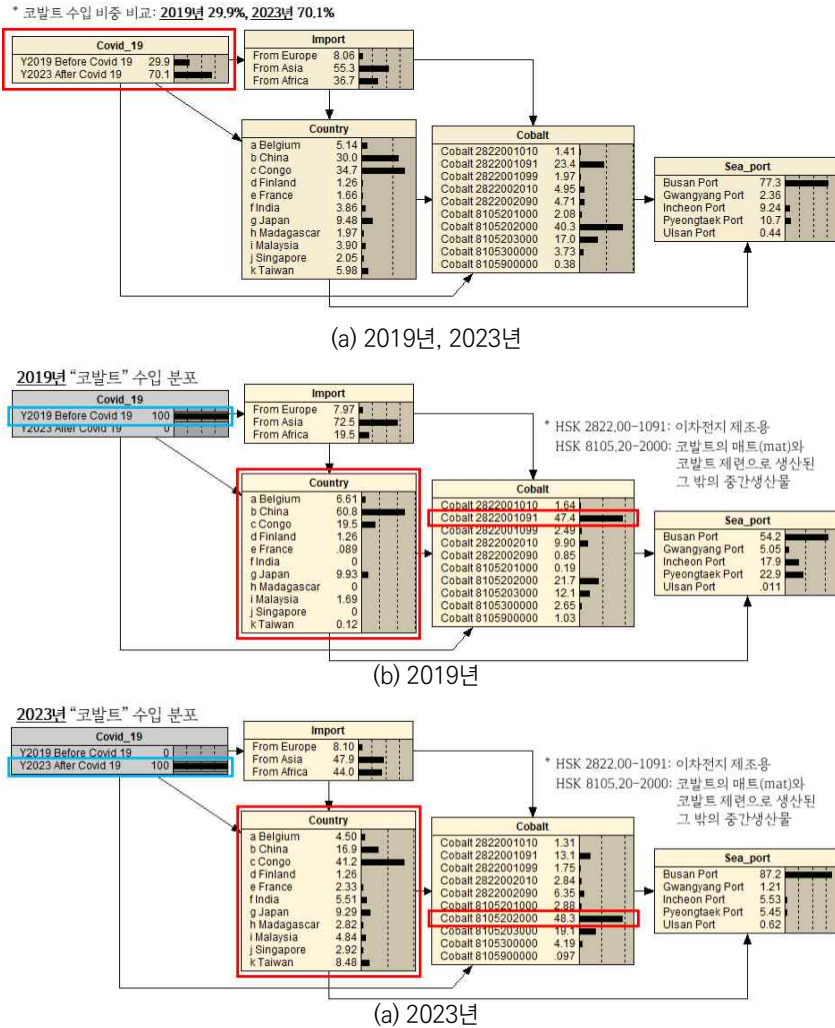 * 코발트 수입 비중 비교: 2019년 29.9%, 2023년 70.1%
Covid_19
Y2019 Before Covid 19 29.9
Y2023 After Covid 19 70.1
Import
From Europe 8.06
From Asia 55.3
From Africa 36.7
Country
a Belgium 5.14
b China 30.0
c Congo 34.7
d Finland 1.26
e France 1.66
f India 3.86
g Japan 9.48
h Madagascar 1.97
i Malaysia 3.90
j Singapore 2.05
k Taiwan 5.98
Cobalt
Cobalt 2822001010 1.41
Cobalt 2822001091 23.4
Cobalt 2822001099 1.97
Cobalt 2822002010 4.95
Cobalt 2822002090 4.71
Cobalt 8105201000 2.08
Cobalt 8105202000 40.3
Cobalt 8105203000 17.0
Cobalt 8105300000 3.73
Cobalt 8105900000 0.38
Sea_port
Busan Port 77.3
Gwangyang Port 2.36
Incheon Port 9.24
Pyeongtaek Port 10.7
Ulsan Port 0.44
(a) 2019년, 2023년
2019년 “코발트” 수입 분포
Covid_19
Y2019 Before Covid 19 100
Y2023 After Covid 19 0
Import
From Europe 7.97
From Asia 72.5
From Africa 19.5
* HSK 2822.00-1091: 이차전지 제조용
HSK 8105.20-2000: 코발트의 매트(mat)와
코발트 제련으로 생산된
그 밖의 중간생산물
Country
a Belgium 6.61
b China 60.8
c Congo 19.5
d Finland 1.26
e France .089
f India 0
g Japan 9.93
h Madagascar 0
i Malaysia 1.69
j Singapore 0
k Taiwan 0.12
Cobalt
Cobalt 2822001010 1.64
Cobalt 2822001091 47.4
Cobalt 2822001099 2.49
Cobalt 2822002010 9.90
Cobalt 2822002090 0.85
Cobalt 8105201000 0.19
Cobalt 8105202000 21.7
Cobalt 8105203000 12.1
Cobalt 8105300000 2.65
Cobalt 8105900000 1.03
Sea_port
Busan Port 54.2
Gwangyang Port 5.05
Incheon Port 17.9
Pyeongtaek Port 22.9
Ulsan Port .011
(b) 2019년
2023년 “코발트” 수입 분포
Covid_19
Y2019 Before Covid 19 0
Y2023 After Covid 19 100
Import
From Europe 8.10
From Asia 47.9
From Africa 44.0
* HSK 2822.00-1091: 이차전지 제조용
HSK 8105.20-2000: 코발트의 매트(mat)와
코발트 제련으로 생산된
그 밖의 중간생산물
Country
a Belgium 4.50
b China 16.9
c Congo 41.2
d Finland 1.26
e France 2.33
f India 5.51
g Japan 9.29
h Madagascar 2.82
i Malaysia 4.84
j Singapore 2.92
k Taiwan 8.48
Cobalt
Cobalt 2822001010 1.31
Cobalt 2822001091 13.1
Cobalt 2822001099 1.75
Cobalt 2822002010 2.84
Cobalt 2822002090 6.35
Cobalt 8105201000 2.88
Cobalt 8105202000 48.3
Cobalt 8105203000 19.1
Cobalt 8105300000 4.19
Cobalt 8105900000 .097
Sea_port
Busan Port 87.2
Gwangyang Port 1.21
Incheon Port 5.53
Pyeongtaek Port 5.45
Ulsan Port 0.62
(a) 2023년